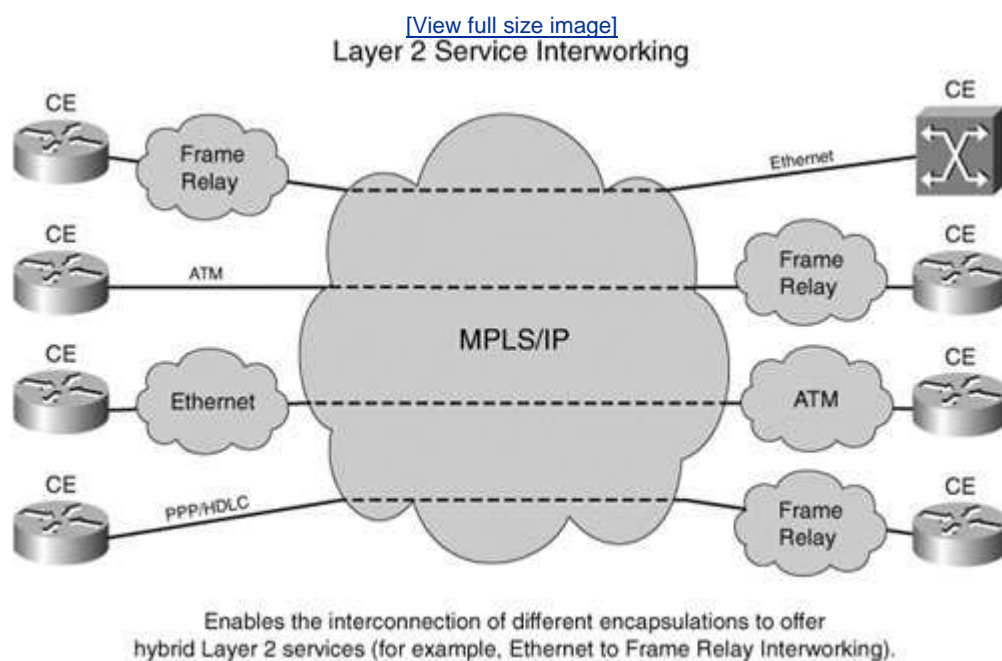 [View full size image]
Layer 2 Service Interworking
CE
CE
Frame
Relay
Ethernet
CE
CE
ATM
Frame
Relay
MPLS/IP
CE
CE
Ethernet
ATM
CE
CE
PPP/HDLC
Frame
Relay
Enables the interconnection of different encapsulations to offer
hybrid Layer 2 services (for example, Ethernet to Frame Relay Interworking).